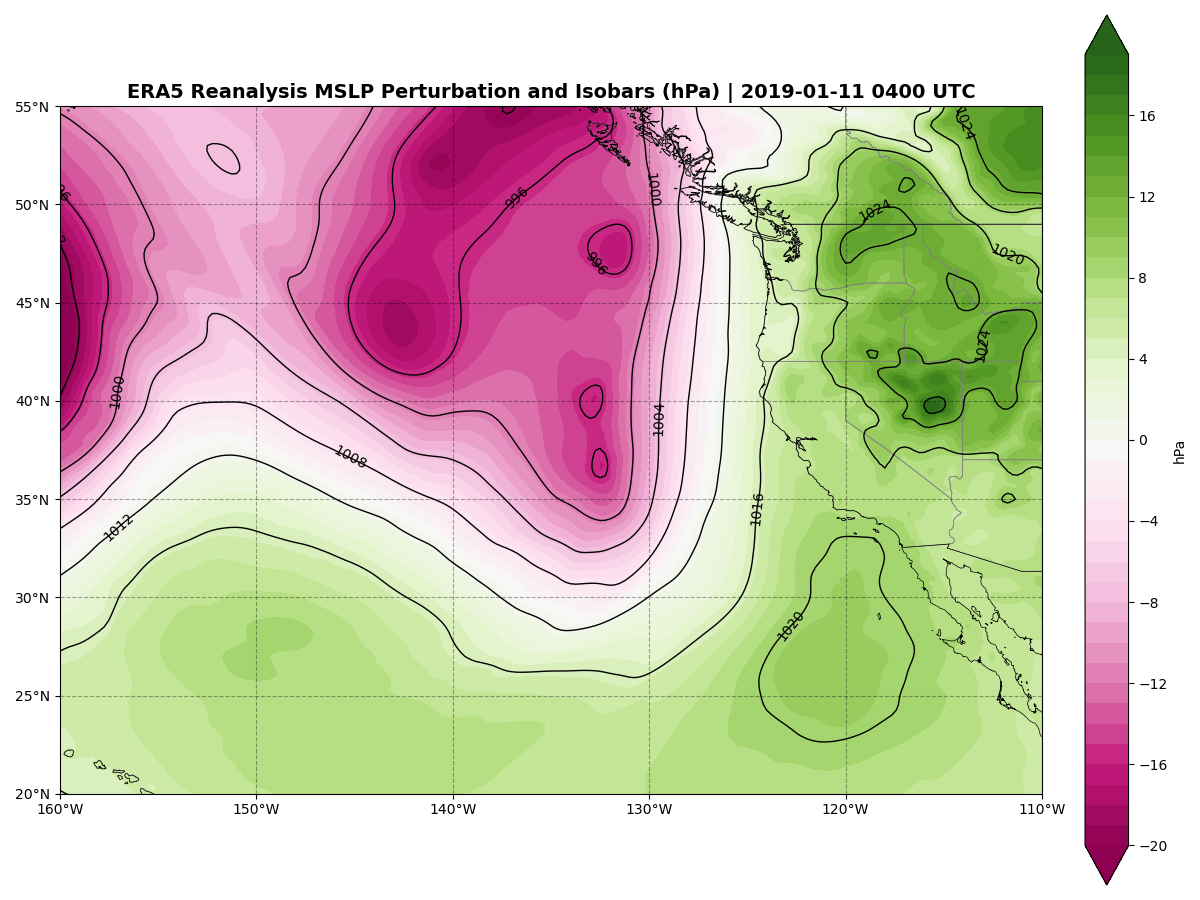 ERA5 Reanalysis MSLP Perturbation and Isobars (hPa) | 2019-01-11 0400 UTC
55°N
50°N
45°N
40°N
35°N
30°N
25°N
20°N
160°W
150°W
140°W
130°W
120°W
110°W
996
1000
1024
1024
1020
996
1024
1000
1004
1008
1016
1012
1020
16
12
8
4
0
−4
−8
−12
−16
−20
hPa